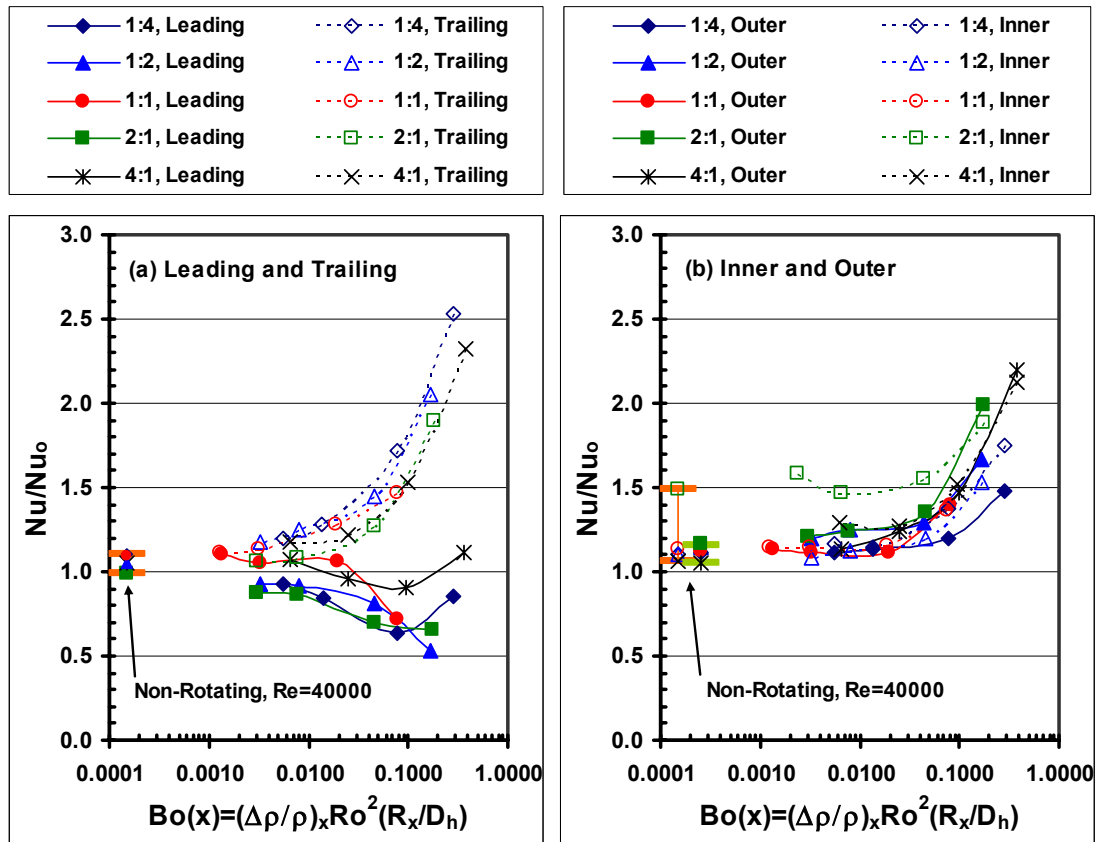 1:4, Leading 1:4, Trailing
1:2, Leading 1:2, Trailing
1:1, Leading 1:1, Trailing
2:1, Leading 2:1, Trailing
4:1, Leading 4:1, Trailing
1:4, Outer 1:4, Inner
1:2, Outer 1:2, Inner
1:1, Outer 1:1, Inner
2:1, Outer 2:1, Inner
4:1, Outer 4:1, Inner
(a) Leading and Trailing
Nu/Nuₒ
3.0
2.5
2.0
1.5
1.0
0.5
0.0
Non-Rotating, Re=40000
0.0001 0.0010 0.0100 0.1000 1.0000
Bo(x)=(Δρ/ρ)ₓRo²(Rₓ/Dₕ)
(b) Inner and Outer
Nu/Nuₒ
3.0
2.5
2.0
1.5
1.0
0.5
0.0
Non-Rotating, Re=40000
0.0001 0.0010 0.0100 0.1000 1.0000
Bo(x)=(Δρ/ρ)ₓRo²(Rₓ/Dₕ)